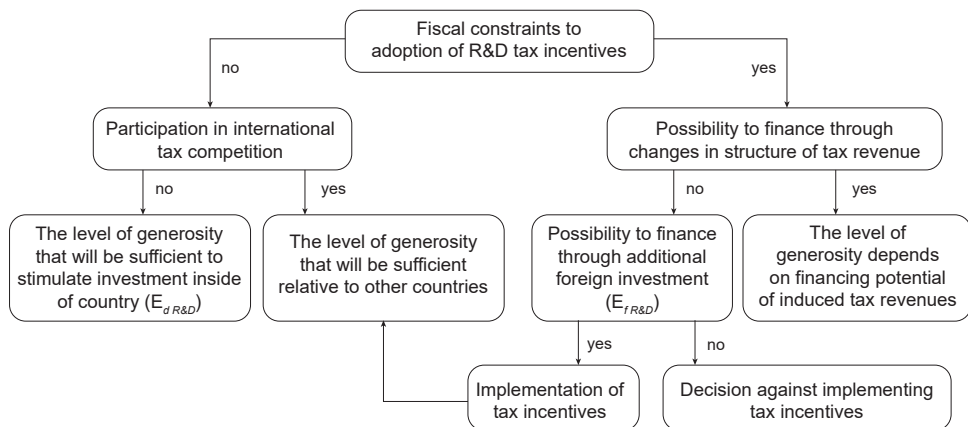 Fiscal constraints to
adoption of R&D tax incentives
no
yes
Participation in international
tax competition
Possibility to finance through
changes in structure of tax revenue
no
yes
no
yes
The level of generosity
that will be sufficient to
stimulate investment inside
of country (E d R&D)
The level of generosity
that will be sufficient
relative to other countries
Possibility to finance
through additional
foreign investment
(E f R&D)
The level of
generosity depends
on financing potential
of induced tax revenues
yes
no
Implementation of
tax incentives
Decision against implementing
tax incentives